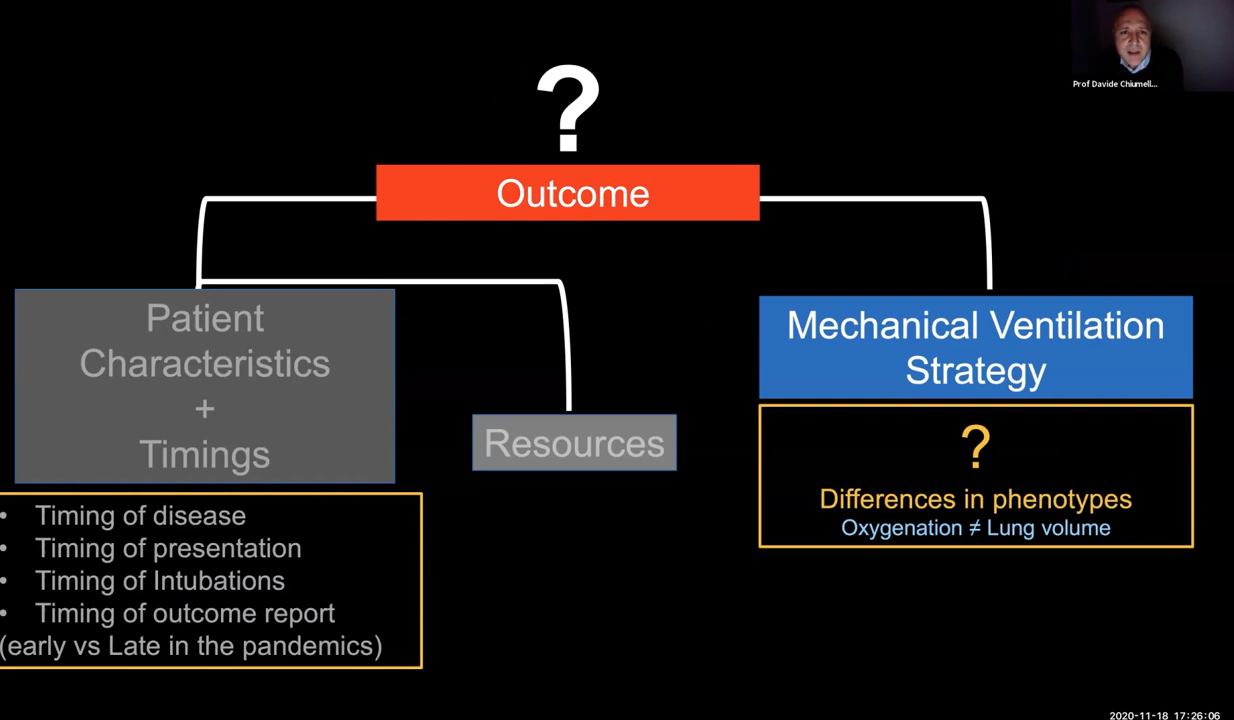 Prof Davide Chiumell...
?
Outcome
Patient
Characteristics
+
Timings
Resources
Mechanical Ventilation
Strategy
?
Differences in phenotypes
Oxygenation ≠ Lung volume
• Timing of disease
• Timing of presentation
• Timing of Intubations
• Timing of outcome report
(early vs Late in the pandemics)
2020-11-18 17:26:06